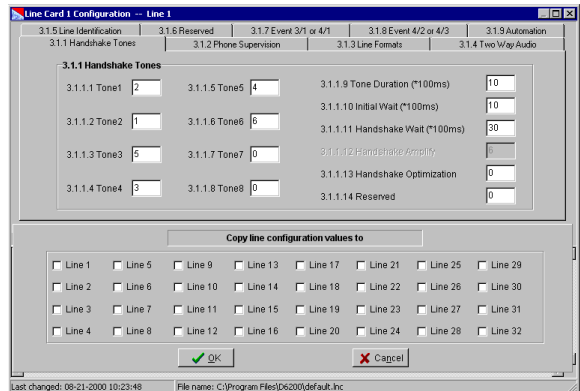 Line Card 1 Configuration -- Line 1
3.1.5 Line Identification 3.1.6 Reserved 3.1.7 Event 3/1 or 4/1 3.1.8 Event 4/2 or 4/3 3.1.9 Automation
3.1.1 Handshake Tones 3.1.2 Phone Supervision 3.1.3 Line Formats 3.1.4 Two Way Audio
3.1.1 Handshake Tones
3.1.1.1 Tone1 2 3.1.1.5 Tone5 4 3.1.1.9 Tone Duration (*100ms) 10
3.1.1.10 Initial Wait (*100ms) 10
3.1.1.2 Tone2 1 3.1.1.6 Tone6 6 3.1.1.11 Handshake Wait (*100ms) 30
3.1.1.3 Tone3 5 3.1.1.7 Tone7 0 3.1.1.12 Handshake Amplify 6
3.1.1.13 Handshake Optimization 0
3.1.1.4 Tone4 3 3.1.1.8 Tone8 0 3.1.1.14 Reserved 0
Copy line configuration values to
Line 1 Line 5 Line 9 Line 13 Line 17 Line 21 Line 25 Line 29
Line 2 Line 6 Line 10 Line 14 Line 18 Line 22 Line 26 Line 30
Line 3 Line 7 Line 11 Line 15 Line 19 Line 23 Line 27 Line 31
Line 4 Line 8 Line 12 Line 16 Line 20 Line 24 Line 28 Line 32
OK Cancel
Last changed: 08-21-2000 10:23:48 File name: C:\Program Files\D6200\default.lnc